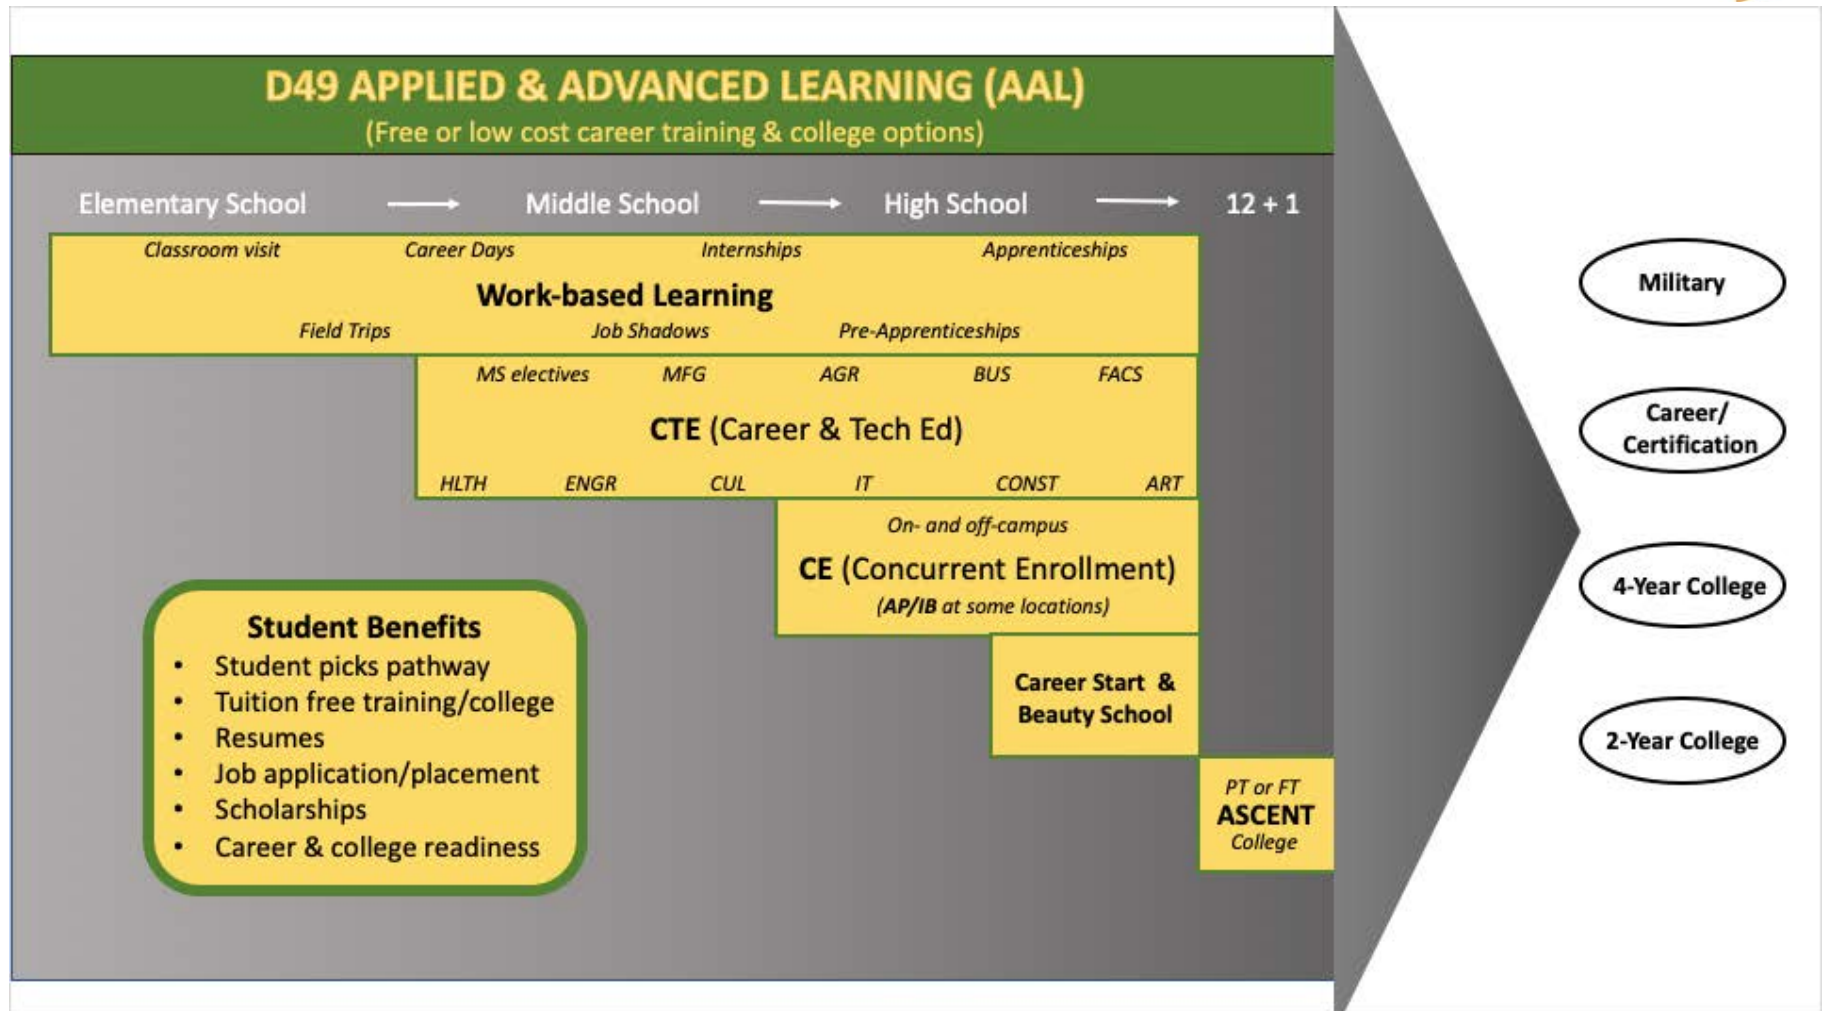 D49 APPLIED & ADVANCED LEARNING (AAL)
(Free or low cost career training & college options)
Elementary School Middle School High School 12 + 1
Classroom visit Career Days Internships Apprenticeships
Work-based Learning
Field Trips Job Shadows Pre-Apprenticeships
MS electives MFG AGR BUS FACS
CTE (Career & Tech Ed)
HLTH ENGR CUL IT CONST ART
On- and off-campus
CE (Concurrent Enrollment)
(AP/IB at some locations)
Career Start &
Beauty School
PT or FT
ASCENT
College
Student Benefits
• Student picks pathway
• Tuition free training/college
• Resumes
• Job application/placement
• Scholarships
• Career & college readiness
Military
Career/
Certification
4-Year College
2-Year College